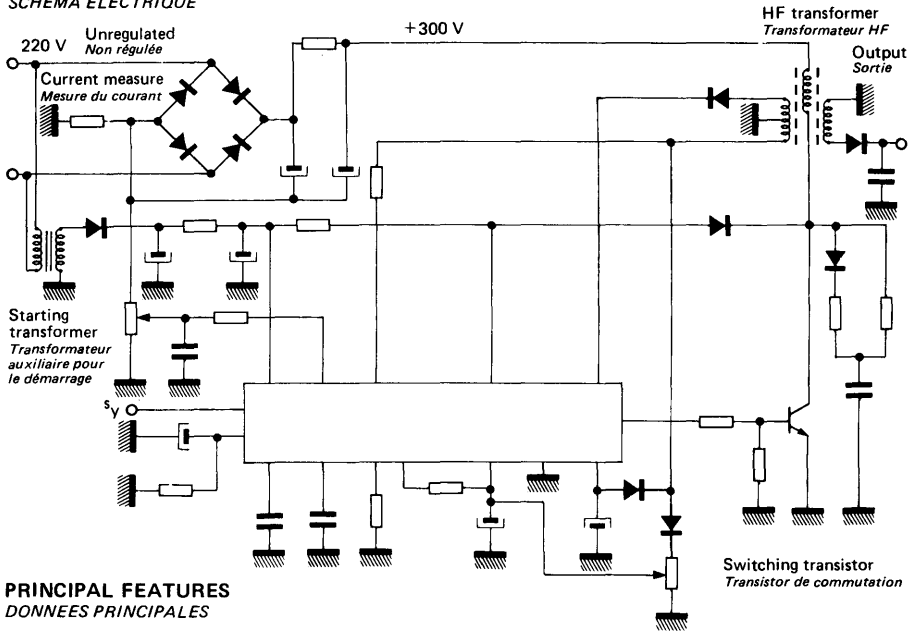 SCHEMA ELECTRIQUE
220 V
Unregulated
Non régulée
Current measure
Mesure du courant
+300 V
HF transformer
Transformateur HF
Output
Sortie
Starting
transformer
Transformateur
auxiliaire pour
le démarrage
Sy
Switching transistor
Transistor de commutation
PRINCIPAL FEATURES
DONNEES PRINCIPALES